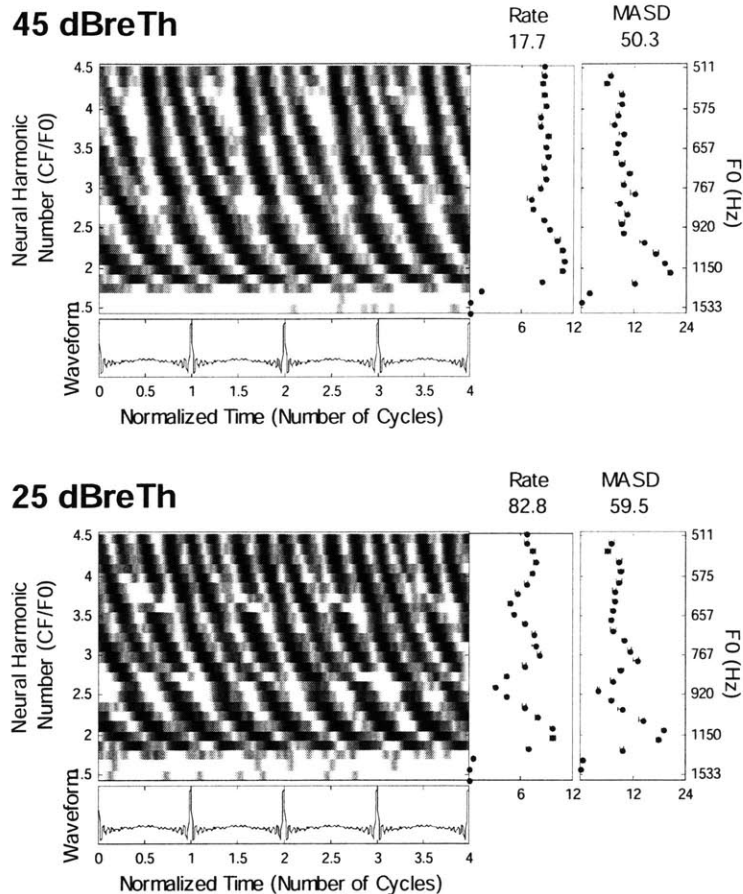 45 dBreTh
Rate
17.7
MASD
50.3
Neural Harmonic
Number (CF/F0)
4.5
4
3.5
3
2.5
2
1.5
511
575
657
767
920
1150
1533
F0 (Hz)
6 12
12 24
Waveform
0 0.5 1 1.5 2 2.5 3 3.5 4
Normalized Time (Number of Cycles)
25 dBreTh
Rate
82.8
MASD
59.5
Neural Harmonic
Number (CF/F0)
4.5
4
3.5
3
2.5
2
1.5
511
575
657
767
920
1150
1533
F0 (Hz)
6 12
12 24
Waveform
0 0.5 1 1.5 2 2.5 3 3.5 4
Normalized Time (Number of Cycles)